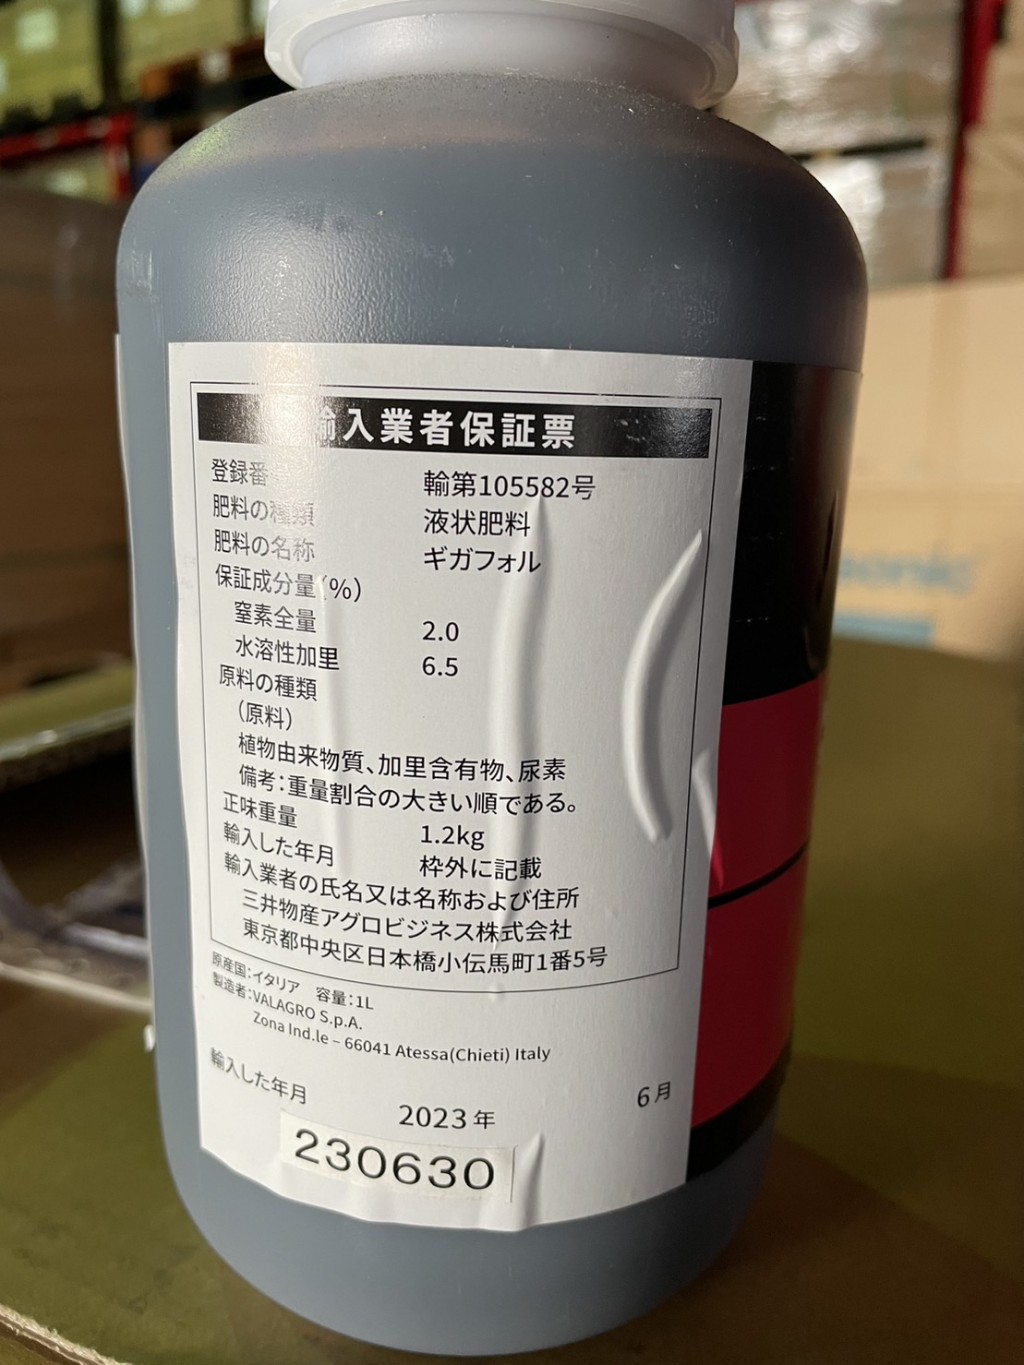 輸入業者保証票
登録番号 輸第105582号
肥料の種類 液状肥料
肥料の名称 ギガフォル
保証成分量(%)
窒素全量 2.0
水溶性加里 6.5
原料の種類
(原料)
植物由来物質、加里含有物、尿素
備考:重量割合の大きい順である。
正味重量 1.2kg
輸入した年月 枠外に記載
輸入業者の氏名又は名称および住所
三井物産アグロビジネス株式会社
東京都中央区日本橋小伝馬町1番5号
原産国:イタリア 容量:1L
製造者:VALAGRO S.p.A.
Zona Ind.le – 66041 Atessa(Chieti) Italy
輸入した年月
2023年 6月
230630